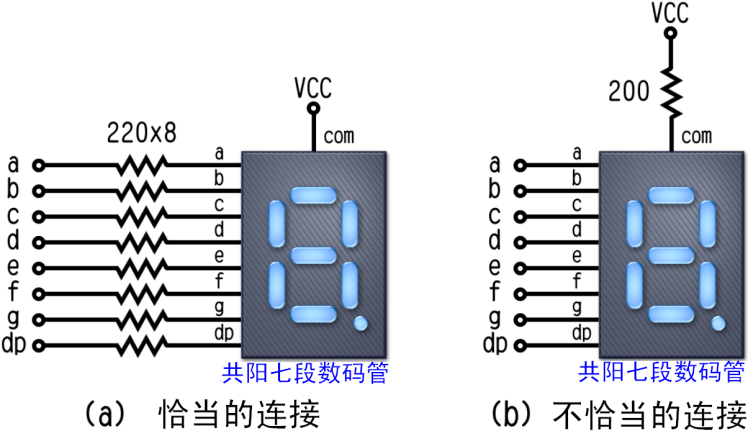 VCC
220x8
com
a a
b b
c c
d d
e e
f f
g g
dp dp
共阳七段数码管
(a) 恰当的连接
VCC
200
com
a a
b b
c c
d d
e e
f f
g g
dp dp
共阳七段数码管
(b) 不恰当的连接